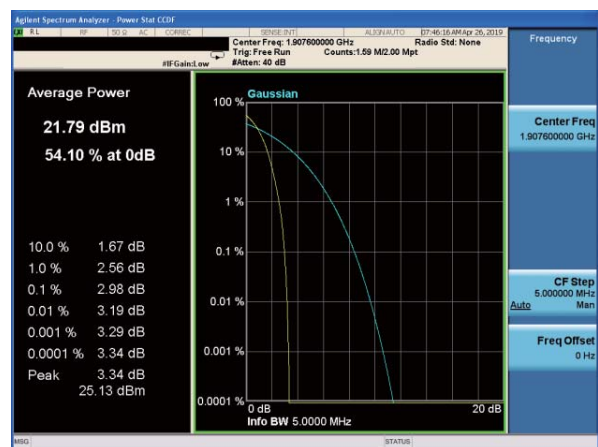 Agilent Spectrum Analyzer - Power Stat CCDF
RL RF 50 Ω AC CORREC SENSE:INT ALIGN AUTO 07:46:16 AM Apr 26, 2019
Center Freq: 1.907600000 GHz Radio Std: None
Trig: Free Run Counts:1.59 M/2.00 Mpt
#IFGain:Low #Atten: 40 dB
Frequency
Average Power
21.79 dBm
54.10 % at 0dB
10.0 % 1.67 dB
1.0 % 2.56 dB
0.1 % 2.98 dB
0.01 % 3.19 dB
0.001 % 3.29 dB
0.0001 % 3.34 dB
Peak 3.34 dB
25.13 dBm
Gaussian
100 %
10 %
1 %
0.1 %
0.01 %
0.001 %
0.0001 %
0 dB 20 dB
Info BW 5.0000 MHz
Center Freq
1.907600000 GHz
CF Step
5.000000 MHz
Auto Man
Freq Offset
0 Hz
MSG STATUS